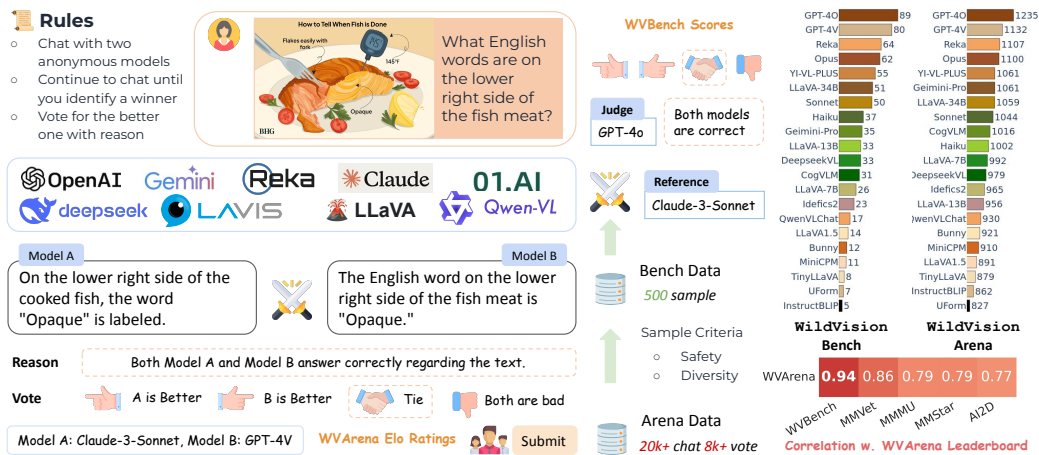 Rules
○ Chat with two
anonymous models
○ Continue to chat until
you identify a winner
○ Vote for the better
one with reason
How to Tell When Fish is Done
Flakes easily with
fork
145°F
Opaque
BHG
What English
words are on
the lower
right side of
the fish meat?
OpenAI
Gemini
Reka
Claude
01.AI
deepseek
LAVIS
LLaVA
Qwen-VL
Model A
On the lower right side of the
cooked fish, the word
"Opaque" is labeled.
Model B
The English word on the lower
right side of the fish meat is
"Opaque."
Reason
Both Model A and Model B answer correctly regarding the text.
Vote
A is Better
B is Better
Tie
Both are bad
Model A: Claude-3-Sonnet, Model B: GPT-4V
WVArena Elo Ratings
Submit
WVBench Scores
Judge
GPT-4o
Both models
are correct
Reference
Claude-3-Sonnet
Bench Data
500 sample
Sample Criteria
○ Safety
○ Diversity
Arena Data
20k+ chat 8k+ vote
GPT-4O 89
GPT-4V 80
Reka 64
Opus 62
YI-VL-PLUS 55
LLaVA-34B 51
Sonnet 50
Haiku 37
Geimini-Pro 35
LLaVA-13B 33
DeepseekVL 33
CogVLM 31
LLaVA-7B 26
Idefics2 23
QwenVLChat 17
LLaVA1.5 14
Bunny 12
MiniCPM 11
TinyLLaVA 8
UForm 7
InstructBLIP 5
WildVision
Bench
GPT-4O 1235
GPT-4V 1132
Reka 1107
Opus 1100
YI-VL-PLUS 1061
Geimini-Pro 1061
LLaVA-34B 1059
Sonnet 1044
CogVLM 1016
Haiku 1002
LLaVA-7B 992
DeepseekVL 979
Idefics2 965
LLaVA-13B 956
QwenVLChat 930
Bunny 921
MiniCPM 910
LLaVA1.5 891
TinyLLaVA 879
InstructBLIP 862
UForm 827
WildVision
Arena
WVArena 0.94 0.86 0.79 0.79 0.77
WVBench MMVet MMMU MMStar AI2D
Correlation w. WVArena Leaderboard